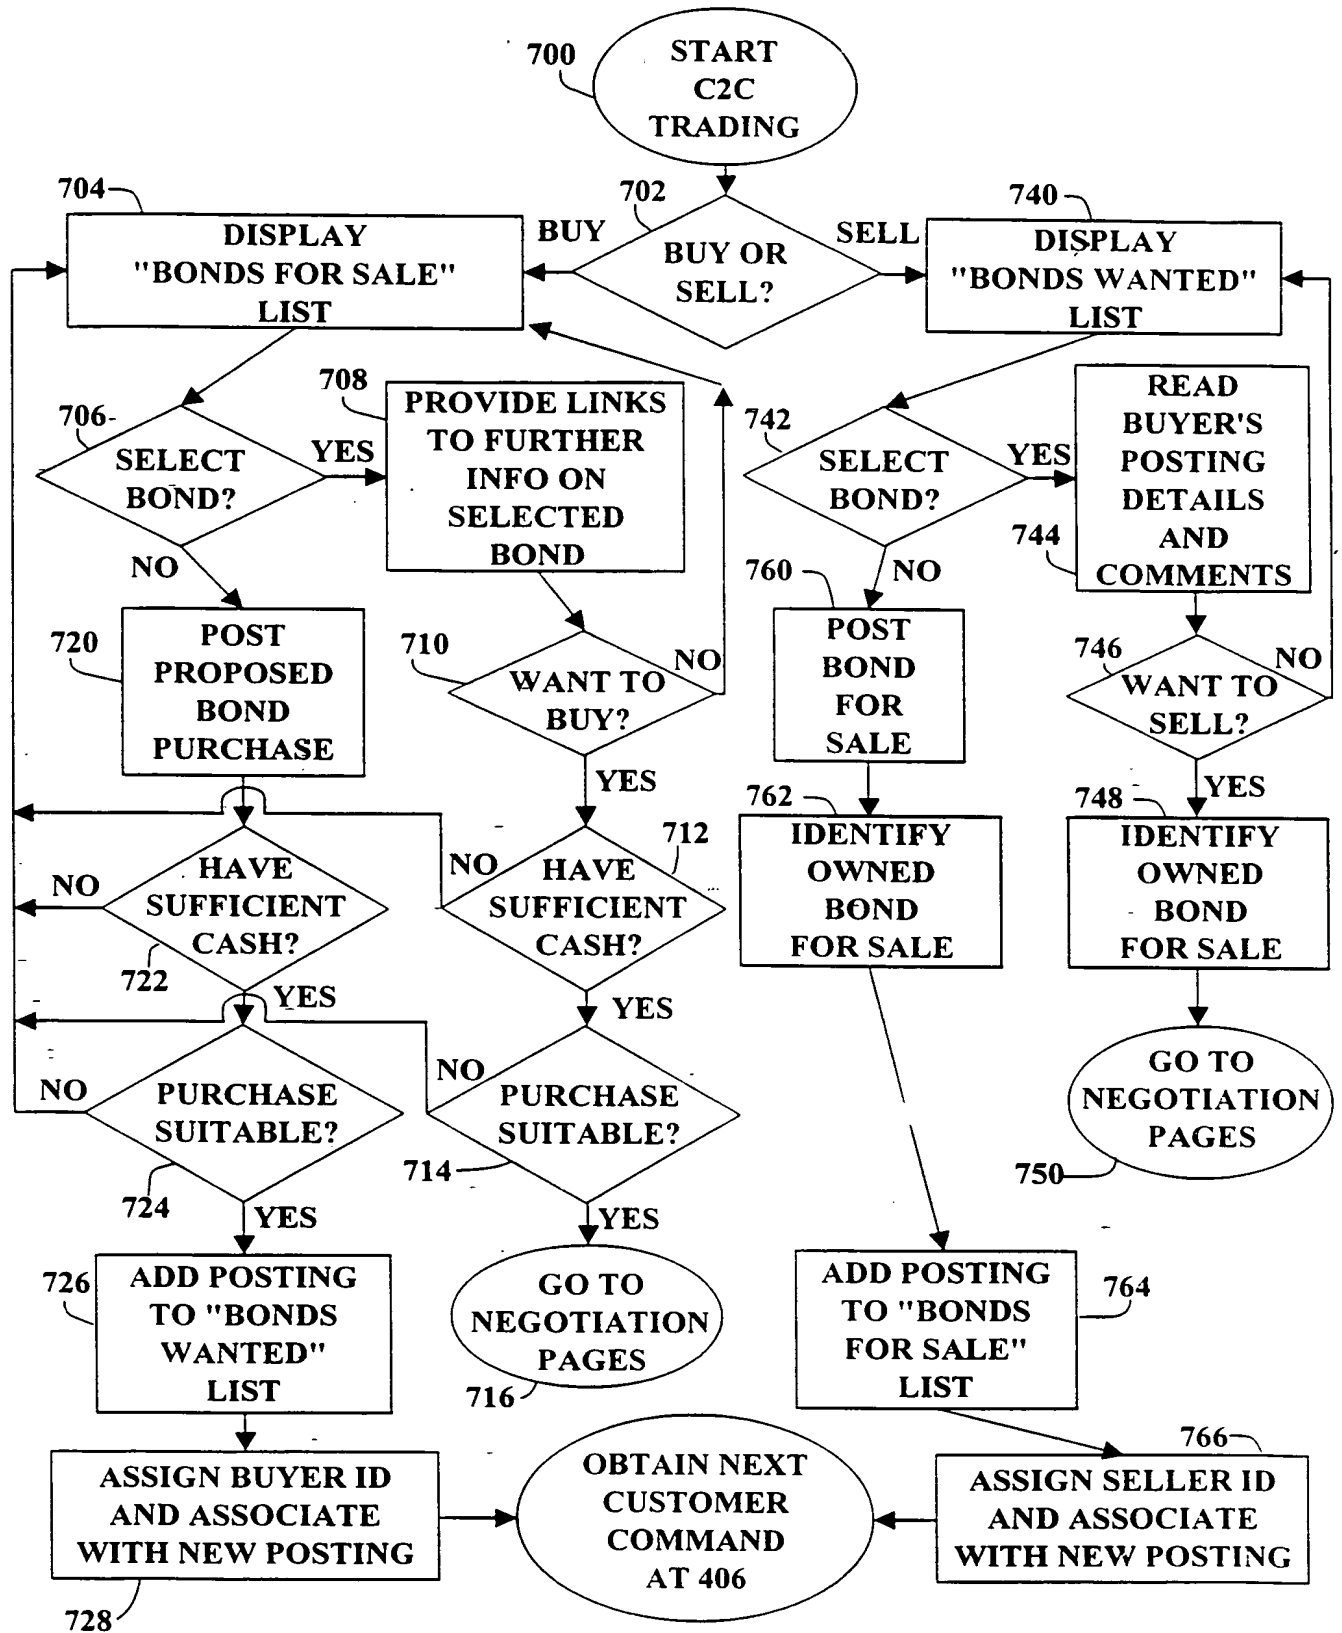 700
START
C2C
TRADING
704
702
740
DISPLAY
"BONDS FOR SALE"
LIST
BUY
BUY OR
SELL?
SELL
DISPLAY
"BONDS WANTED"
LIST
706
SELECT
BOND?
YES
NO
708
PROVIDE LINKS
TO FURTHER
INFO ON
SELECTED
BOND
742
SELECT
BOND?
YES
NO
READ
BUYER'S
POSTING
DETAILS
AND
COMMENTS
744
720
POST
PROPOSED
BOND
PURCHASE
710
WANT TO
BUY?
NO
YES
760
POST
BOND
FOR
SALE
746
WANT TO
SELL?
NO
YES
HAVE
SUFFICIENT
CASH?
NO
722
YES
712
HAVE
SUFFICIENT
CASH?
NO
YES
762
IDENTIFY
OWNED
BOND
FOR SALE
748
IDENTIFY
OWNED
BOND
FOR SALE
PURCHASE
SUITABLE?
NO
724
YES
PURCHASE
SUITABLE?
NO
714
YES
GO TO
NEGOTIATION
PAGES
750
726
ADD POSTING
TO "BONDS
WANTED"
LIST
GO TO
NEGOTIATION
PAGES
716
ADD POSTING
TO "BONDS
FOR SALE"
LIST
764
ASSIGN BUYER ID
AND ASSOCIATE
WITH NEW POSTING
728
OBTAIN NEXT
CUSTOMER
COMMAND
AT 406
766
ASSIGN SELLER ID
AND ASSOCIATE
WITH NEW POSTING